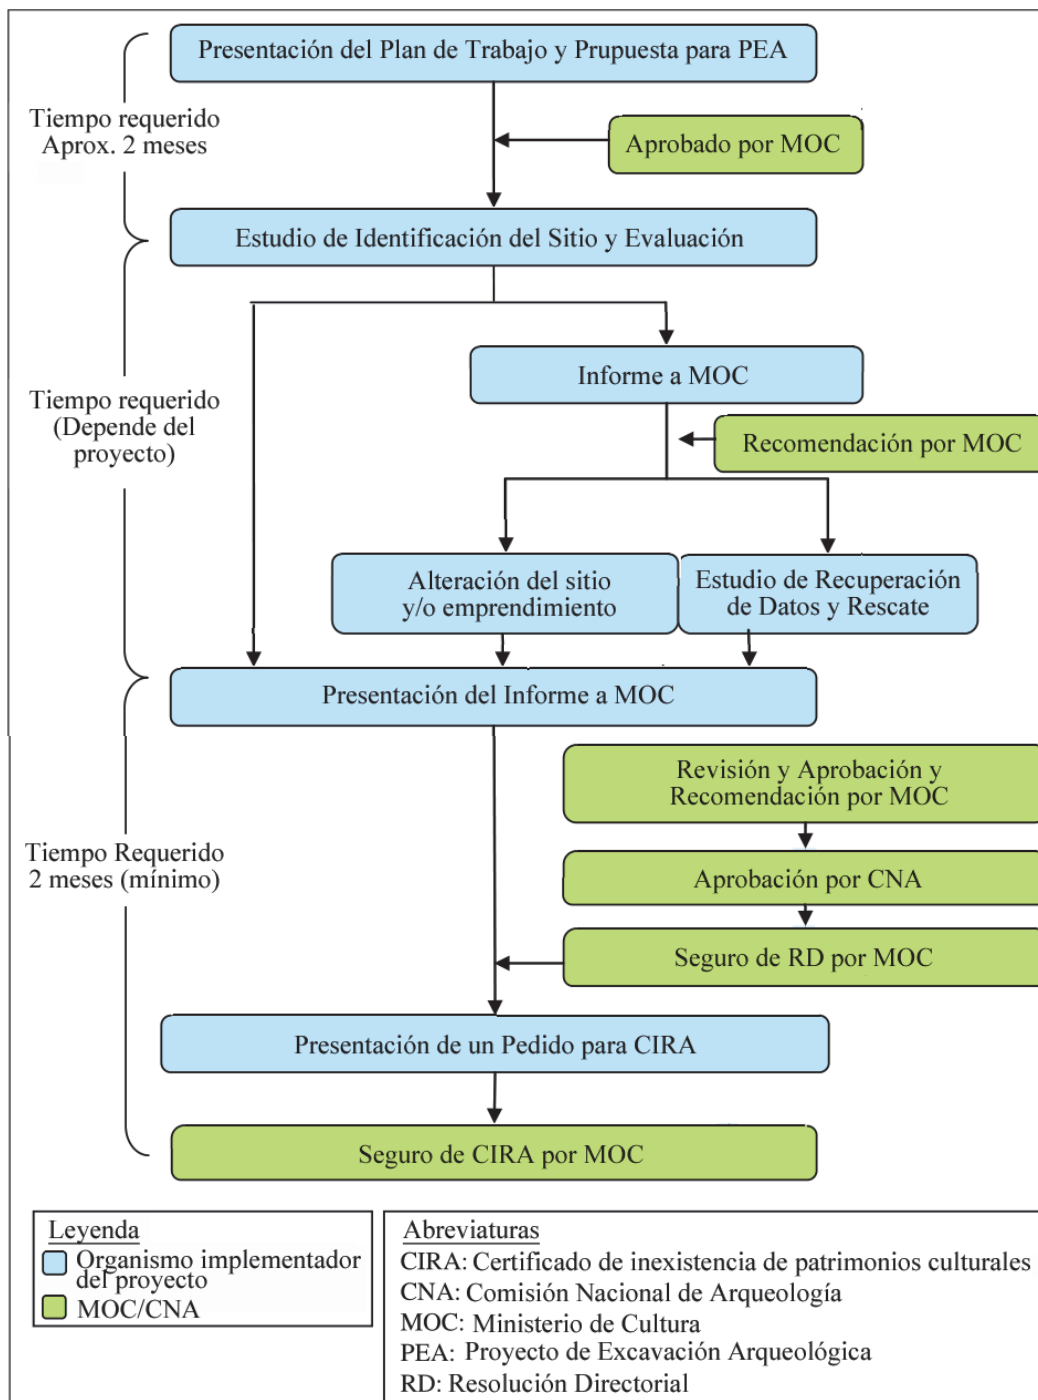 Presentación del Plan de Trabajo y Prupuesta para PEA
Tiempo requerido
Aprox. 2 meses
Aprobado por MOC
Estudio de Identificación del Sitio y Evaluación
Informe a MOC
Tiempo requerido
(Depende del
proyecto)
Recomendación por MOC
Alteración del sitio
y/o emprendimiento
Estudio de Recuperación
de Datos y Rescate
Presentación del Informe a MOC
Revisión y Aprobación y
Recomendación por MOC
Tiempo Requerido
2 meses (mínimo)
Aprobación por CNA
Seguro de RD por MOC
Presentación de un Pedido para CIRA
Seguro de CIRA por MOC
Leyenda
Organismo implementador
del proyecto
MOC/CNA
Abreviaturas
CIRA: Certificado de inexistencia de patrimonios culturales
CNA: Comisión Nacional de Arqueología
MOC: Ministerio de Cultura
PEA: Proyecto de Excavación Arqueológica
RD: Resolución Directorial